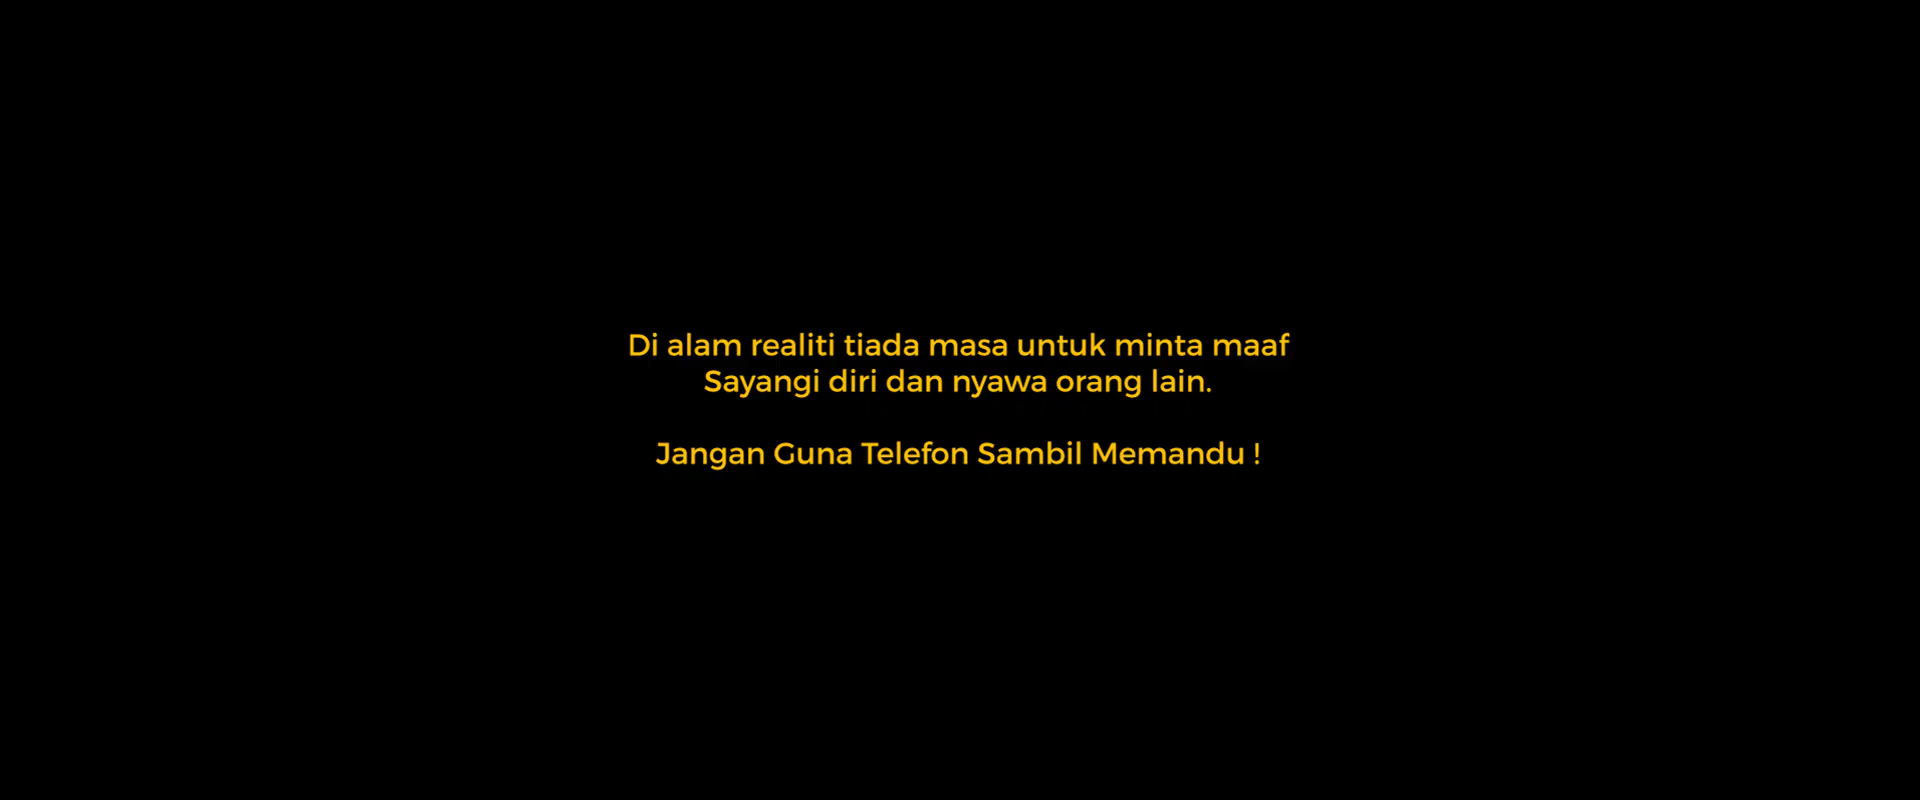 Di alam realiti tiada masa untuk minta maaf
Sayangi diri dan nyawa orang lain.
Jangan Guna Telefon Sambil Memandu !